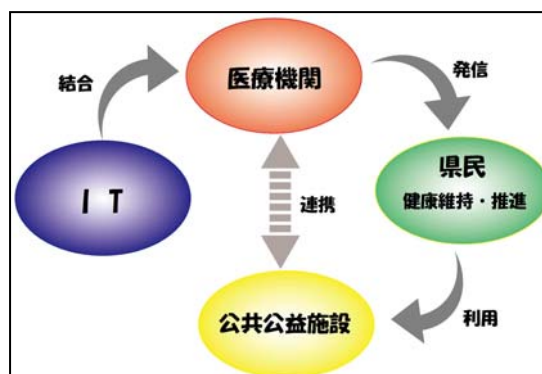 結合
医療機関
発信
IT
県民
健康維持・推進
連携
公共公益施設
利用